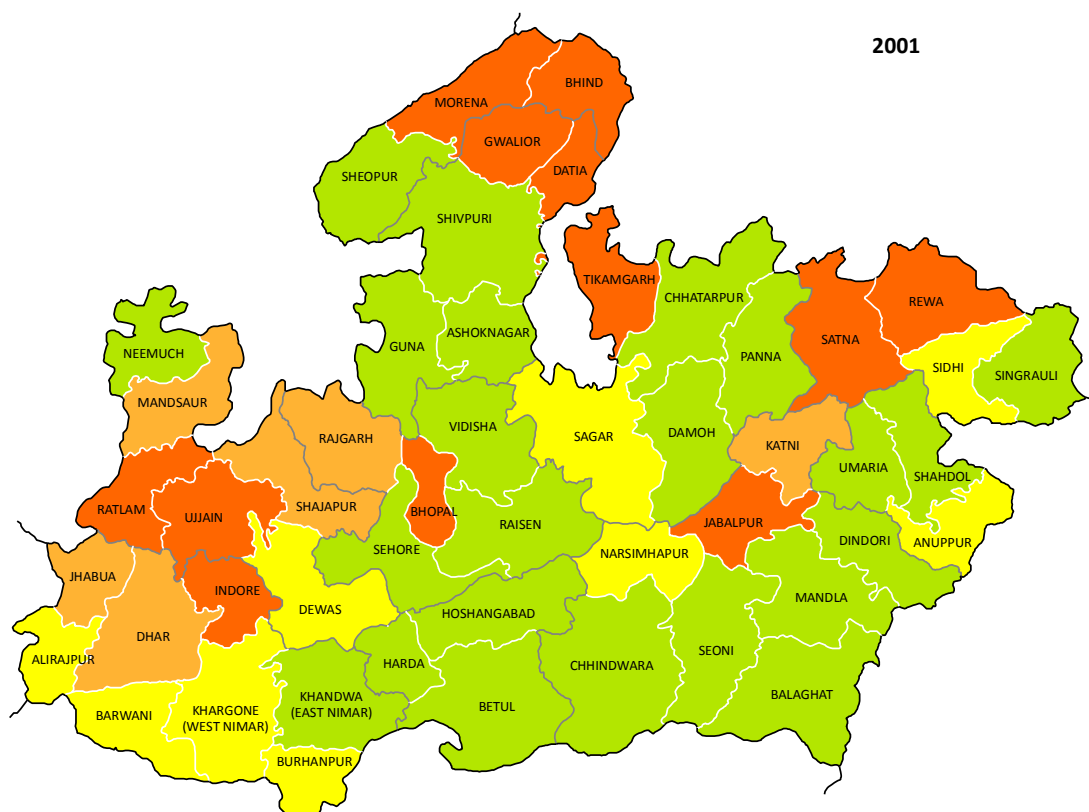 2001
BHIND
MORENA
GWALIOR
DATIA
SHEOPUR
SHIVPURI
TIKAMGARH
CHHATARPUR
REWA
ASHOKNAGAR
GUNA
SATNA
NEEMUCH
PANNA
SIDHI
SINGRAULI
MANDSAUR
VIDISHA
RAJGARH
SAGAR
DAMOH
KATNI
UMARIA
SHAHDOL
SHAJAPUR
RATLAM
UJJAIN
BHOPAL
RAISEN
JABALPUR
DINDORI
ANUPPUR
SEHORE
NARSIMHAPUR
JHABUA
INDORE
DEWAS
HOSHANGABAD
MANDLA
DHAR
SEONI
ALIRAJPUR
HARDA
CHHINDWARA
BALAGHAT
KHANDWA
(EAST NIMAR)
BETUL
BARWANI
KHARGONE
(WEST NIMAR)
BURHANPUR